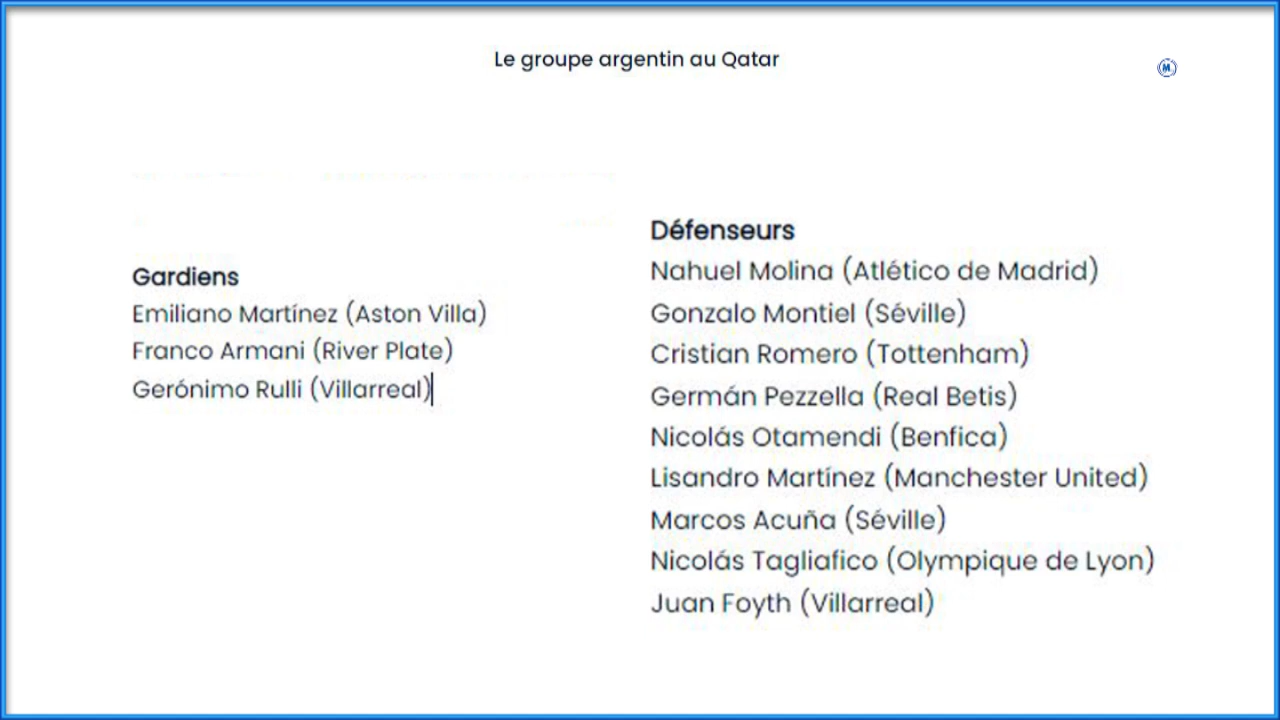 Le groupe argentin au Qatar
M
Gardiens
Emiliano Martínez (Aston Villa)
Franco Armani (River Plate)
Gerónimo Rulli (Villarreal)
Défenseurs
Nahuel Molina (Atlético de Madrid)
Gonzalo Montiel (Séville)
Cristian Romero (Tottenham)
Germán Pezzella (Real Betis)
Nicolás Otamendi (Benfica)
Lisandro Martínez (Manchester United)
Marcos Acuña (Séville)
Nicolás Tagliafico (Olympique de Lyon)
Juan Foyth (Villarreal)